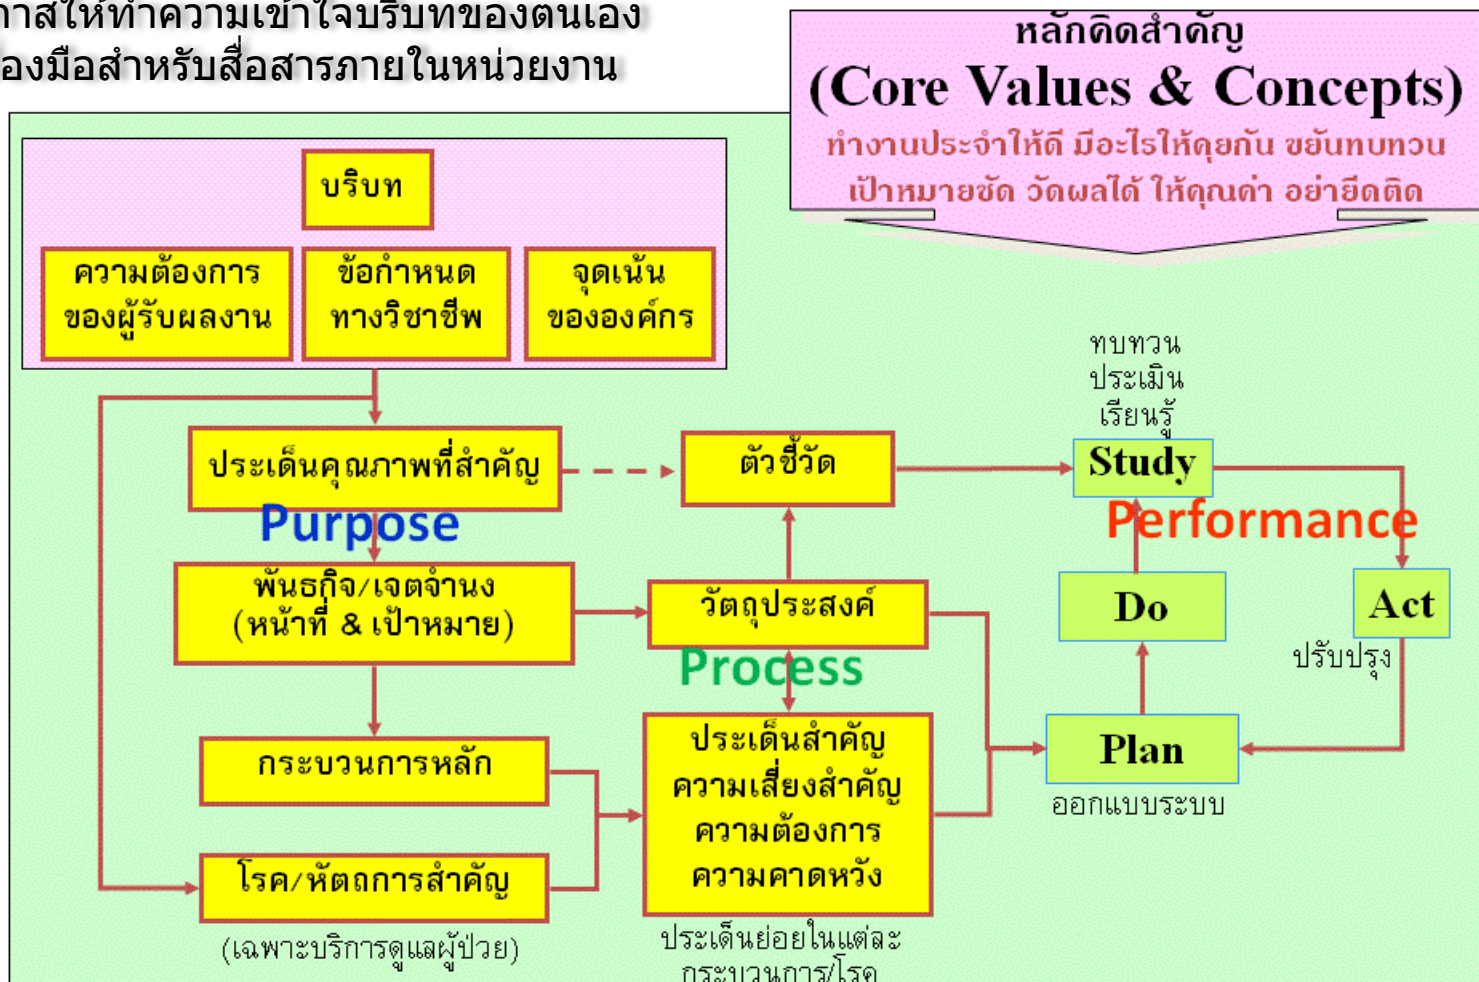 กาสให้ทำความเข้าใจบริบทของตนเอง
องมือสำหรับสื่อสารภายในหน่วยงาน
หลักคิดสำคัญ
(Core Values & Concepts)
ทำงานประจำให้ดี มีอะไรให้คุยกัน ขยันทบทวน
เป้าหมายชัด วัดผลได้ ให้คุณค่า อย่ายึดติด
บริบท
ความต้องการ
ของผู้รับผลงาน
ข้อกำหนด
ทางวิชาชีพ
จุดเน้น
ขององค์กร
ทบทวน
ประเมิน
เรียนรู้
ประเด็นคุณภาพที่สำคัญ
ตัวชี้วัด
Study
Purpose
Performance
พันธกิจ/เจตจำนง
(หน้าที่ & เป้าหมาย)
วัตถุประสงค์
Do
Act
ปรับปรุง
Process
กระบวนการหลัก
ประเด็นสำคัญ
ความเสี่ยงสำคัญ
ความต้องการ
ความคาดหวัง
Plan
ออกแบบระบบ
โรค/หัตถการสำคัญ
(เฉพาะบริการดูแลผู้ป่วย)
ประเด็นย่อยในแต่ละ
กระบวนการ/โรค